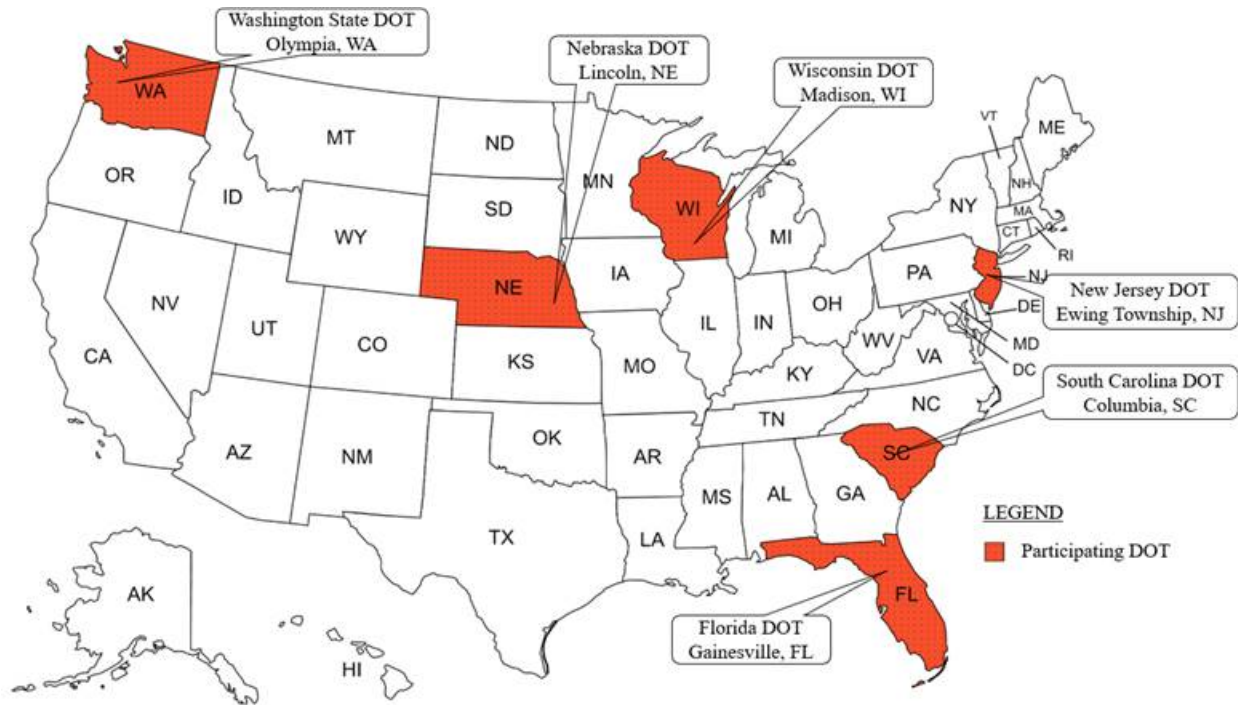 Washington State DOT
Olympia, WA
Nebraska DOT
Lincoln, NE
Wisconsin DOT
Madison, WI
WA
MT
ND
MN
VT
ME
OR
ID
SD
WI
NH
NY
MA
CT
WY
MI
RI
IA
PA
NJ
NE
New Jersey DOT
Ewing Township, NJ
NV
OH
DE
UT
IL
IN
CA
CO
WV
MD
KS
MO
VA
DC
KY
South Carolina DOT
Columbia, SC
NC
TN
OK
AZ
NM
AR
SC
MS
AL
GA
LEGEND
TX
LA
Participating DOT
AK
FL
Florida DOT
Gainesville, FL
HI